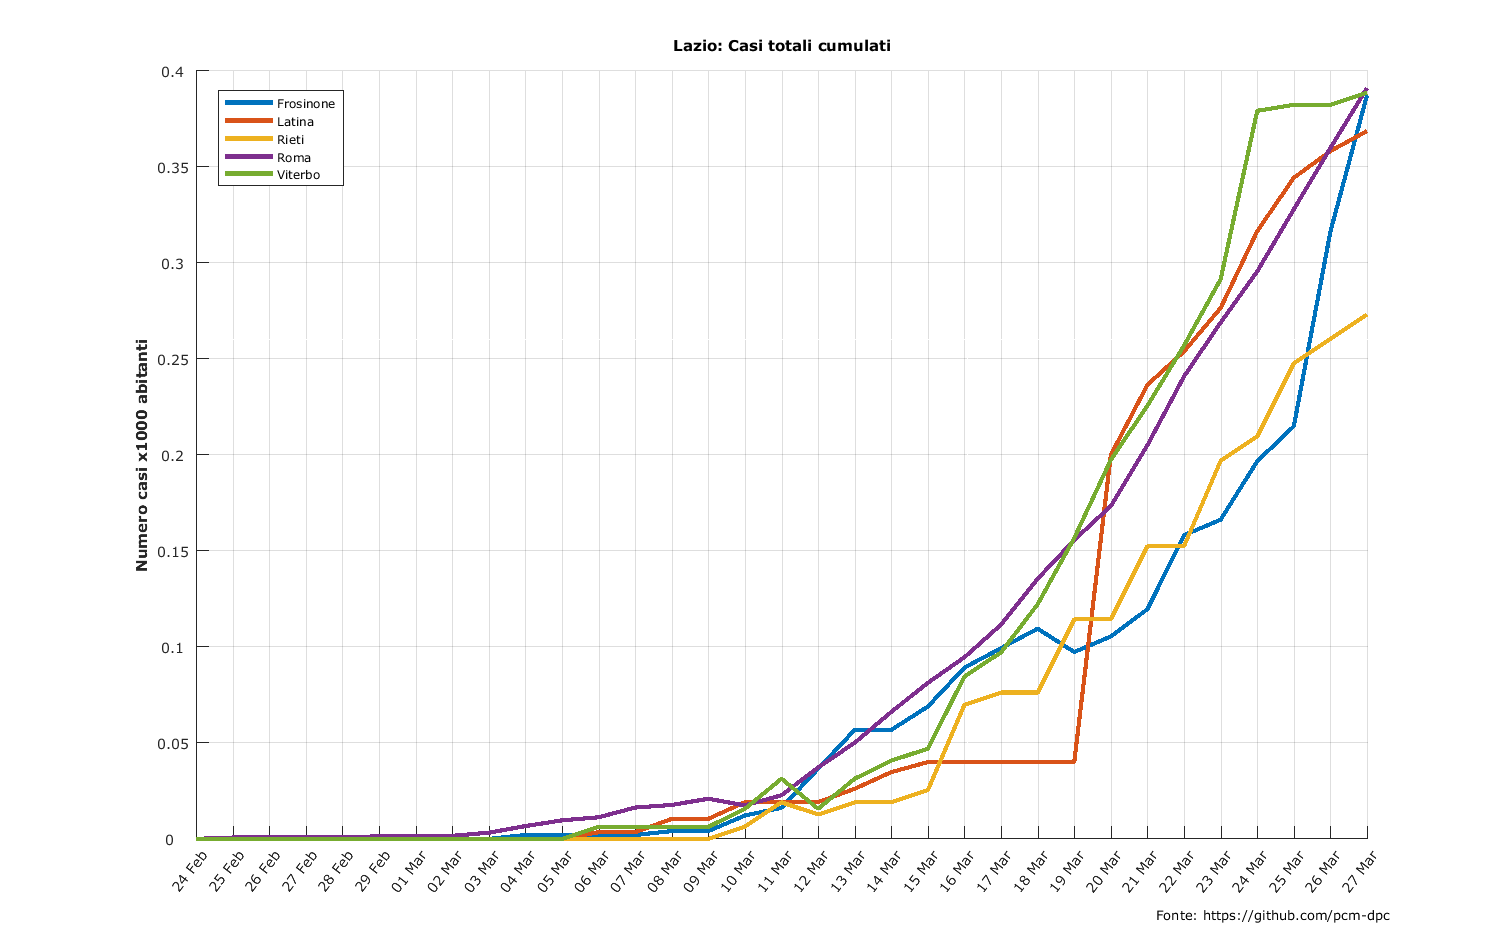 Lazio: Casi totali cumulati
Numero casi x1000 abitanti
0.4
0.35
0.3
0.25
0.2
0.15
0.1
0.05
0
Frosinone
Latina
Rieti
Roma
Viterbo
24 Feb
25 Feb
26 Feb
27 Feb
28 Feb
29 Feb
01 Mar
02 Mar
03 Mar
04 Mar
05 Mar
06 Mar
07 Mar
08 Mar
09 Mar
10 Mar
11 Mar
12 Mar
13 Mar
14 Mar
15 Mar
16 Mar
17 Mar
18 Mar
19 Mar
20 Mar
21 Mar
22 Mar
23 Mar
24 Mar
25 Mar
26 Mar
27 Mar
Fonte: https://github.com/pcm-dpc